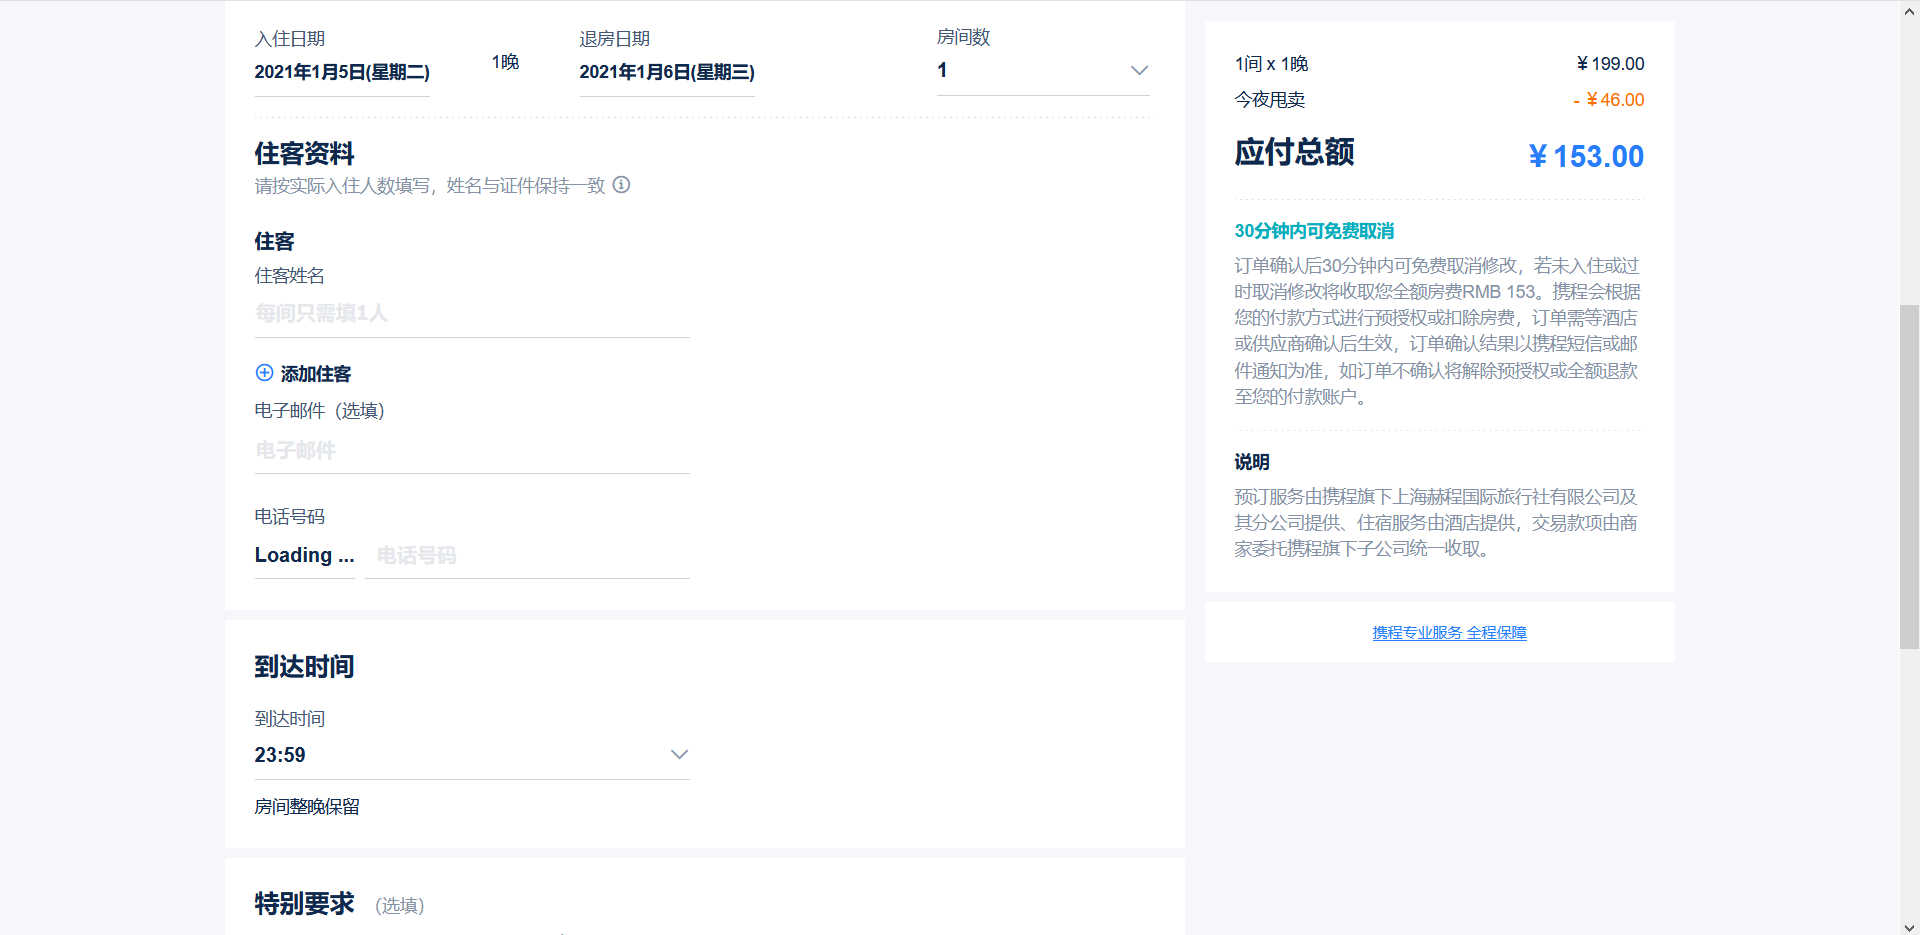 入住日期
2021年1月5日(星期二)
1晚
退房日期
2021年1月6日(星期三)
房间数
1
住客资料
请按实际入住人数填写，姓名与证件保持一致
住客
住客姓名
每间只需填1人
添加住客
电子邮件（选填）
电子邮件
电话号码
Loading ...
电话号码
到达时间
到达时间
23:59
房间整晚保留
特别要求 （选填）
1间 x 1晚 ¥ 199.00
今夜甩卖 - ¥ 46.00
应付总额 ¥ 153.00
30分钟内可免费取消
订单确认后30分钟内可免费取消修改，若未入住或过
时取消修改将收取您全额房费RMB 153。携程会根据
您的付款方式进行预授权或扣除房费，订单需等酒店
或供应商确认后生效，订单确认结果以携程短信或邮
件通知为准，如订单不确认将解除预授权或全额退款
至您的付款账户。
说明
预订服务由携程旗下上海赫程国际旅行社有限公司及
其分公司提供、住宿服务由酒店提供，交易款项由商
家委托携程旗下子公司统一收取。
携程专业服务 全程保障